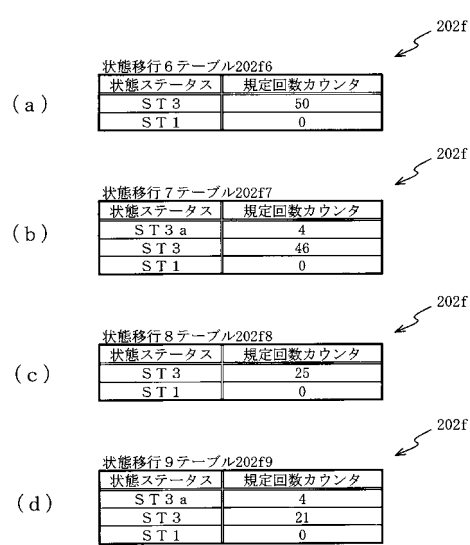 202f
状態移行6テーブル202f6
状態ステータス 規定回数カウンタ
(a) ST3 50
ST1 0
202f
状態移行7テーブル202f7
状態ステータス 規定回数カウンタ
ST3a 4
(b) ST3 46
ST1 0
202f
状態移行8テーブル202f8
状態ステータス 規定回数カウンタ
(c) ST3 25
ST1 0
202f
状態移行9テーブル202f9
状態ステータス 規定回数カウンタ
(d) ST3a 4
ST3 21
ST1 0